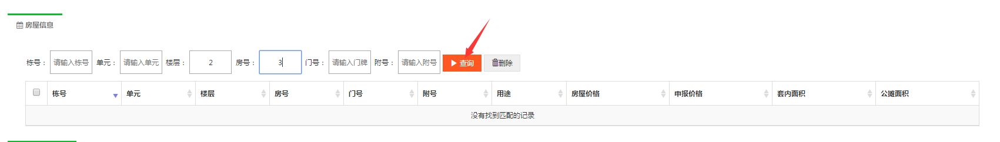 房屋信息
栋号： 请输入栋号 单元： 请输入单元 楼层： 2 房号： 3 门号： 请输入门牌 附号： 请输入附号 查询 删除
栋号 单元 楼层 房号 门号 附号 用途 房屋价格 申报价格 套内面积 公摊面积
没有找到匹配的记录